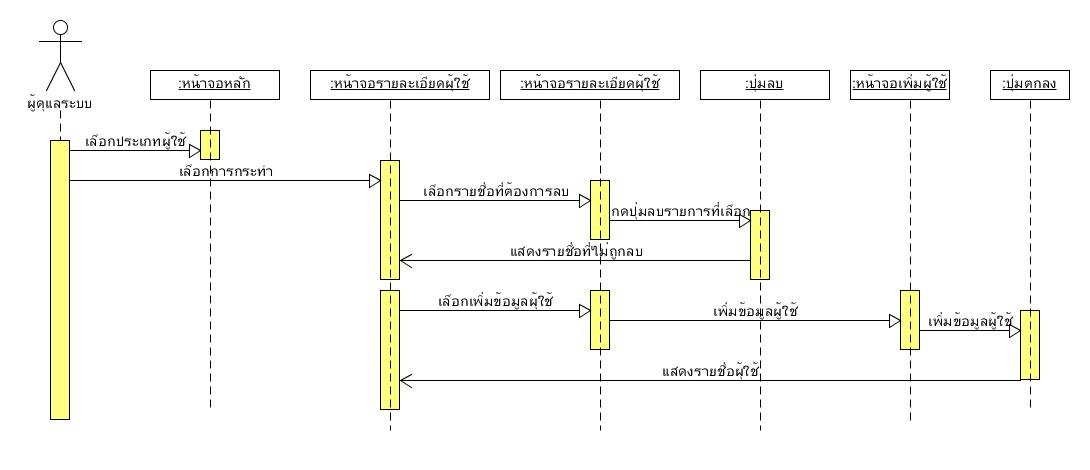 ผู้ดูแลระบบ
:หน้าจอหลัก
:หน้าจอรายละเอียดผู้ใช้
:หน้าจอรายละเอียดผู้ใช้
:ปุ่มลบ
:หน้าจอเพิ่มผู้ใช้
:ปุ่มตกลง
เลือกประเภทผู้ใช้
เลือกการกระทำ
เลือกรายชื่อที่ต้องการลบ
กดปุ่มลบรายการที่เลือก
แสดงรายชื่อที่ไม่ถูกลบ
เลือกเพิ่มข้อมูลผู้ใช้
เพิ่มข้อมูลผู้ใช้
เพิ่มข้อมูลผู้ใช้
แสดงรายชื่อผู้ใช้